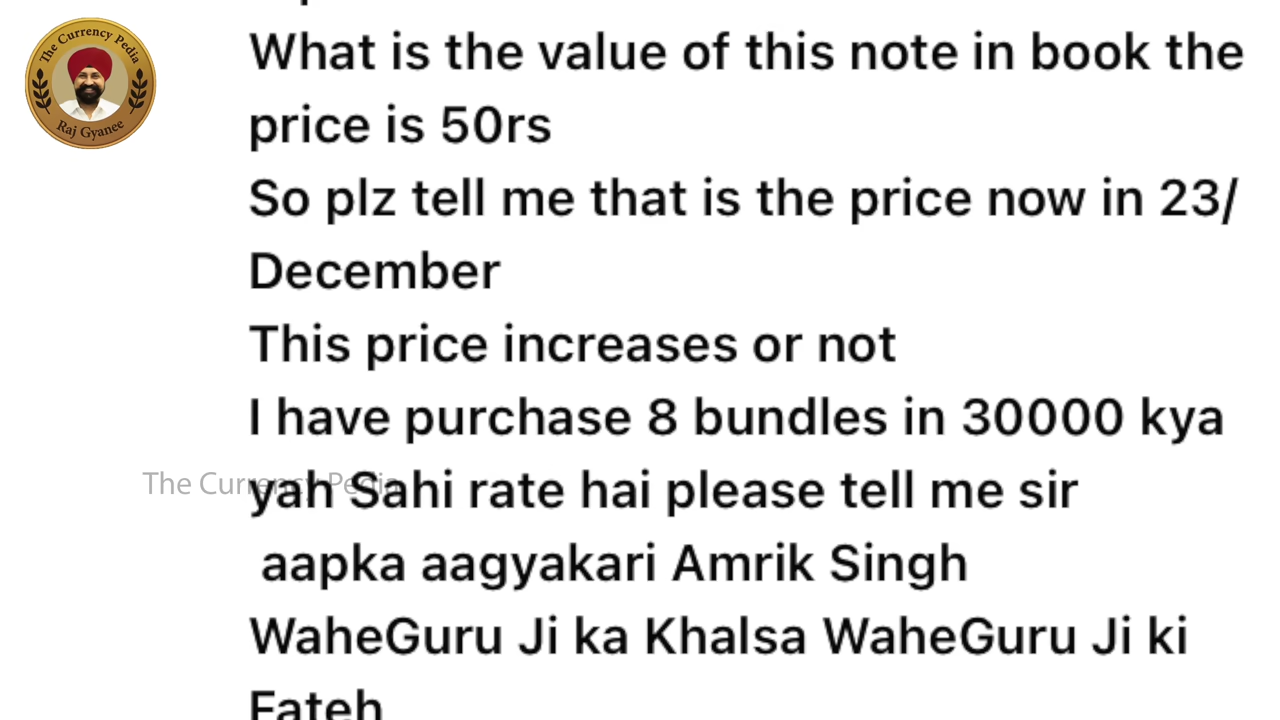 The Currency Pedia
Raj Gyanee
What is the value of this note in book the
price is 50rs
So plz tell me that is the price now in 23/
December
This price increases or not
I have purchase 8 bundles in 30000 kya
yah Sahi rate hai please tell me sir
The Currency Pedia
aapka aagyakari Amrik Singh
WaheGuru Ji ka Khalsa WaheGuru Ji ki
Fateh